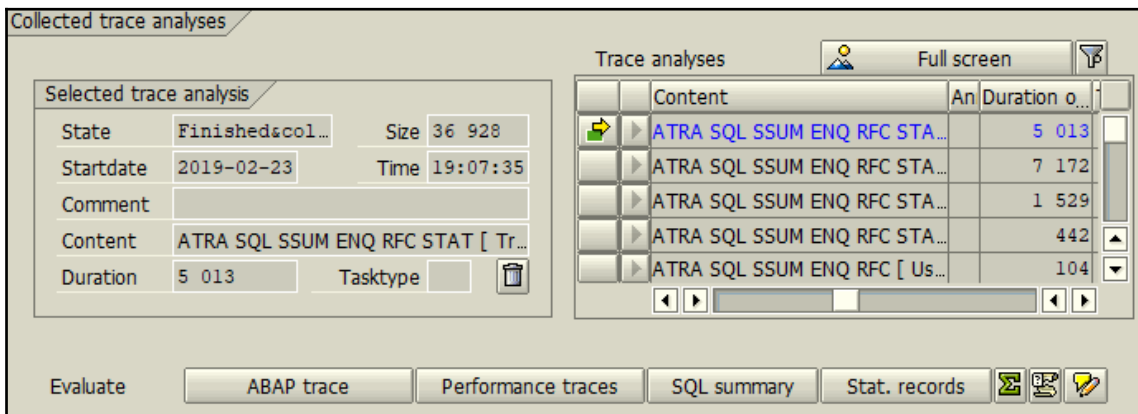 Collected trace analyses
Trace analyses Full screen
Selected trace analysis
State Finished&col... Size 36 928
Startdate 2019-02-23 Time 19:07:35
Comment
Content ATRA SQL SSUM ENQ RFC STAT [ Tr...
Duration 5 013 Tasktype
Content An Duration o...
ATRA SQL SSUM ENQ RFC STA... 5 013
ATRA SQL SSUM ENQ RFC STA... 7 172
ATRA SQL SSUM ENQ RFC STA... 1 529
ATRA SQL SSUM ENQ RFC STA... 442
ATRA SQL SSUM ENQ RFC [ Us... 104
Evaluate ABAP trace Performance traces SQL summary Stat. records